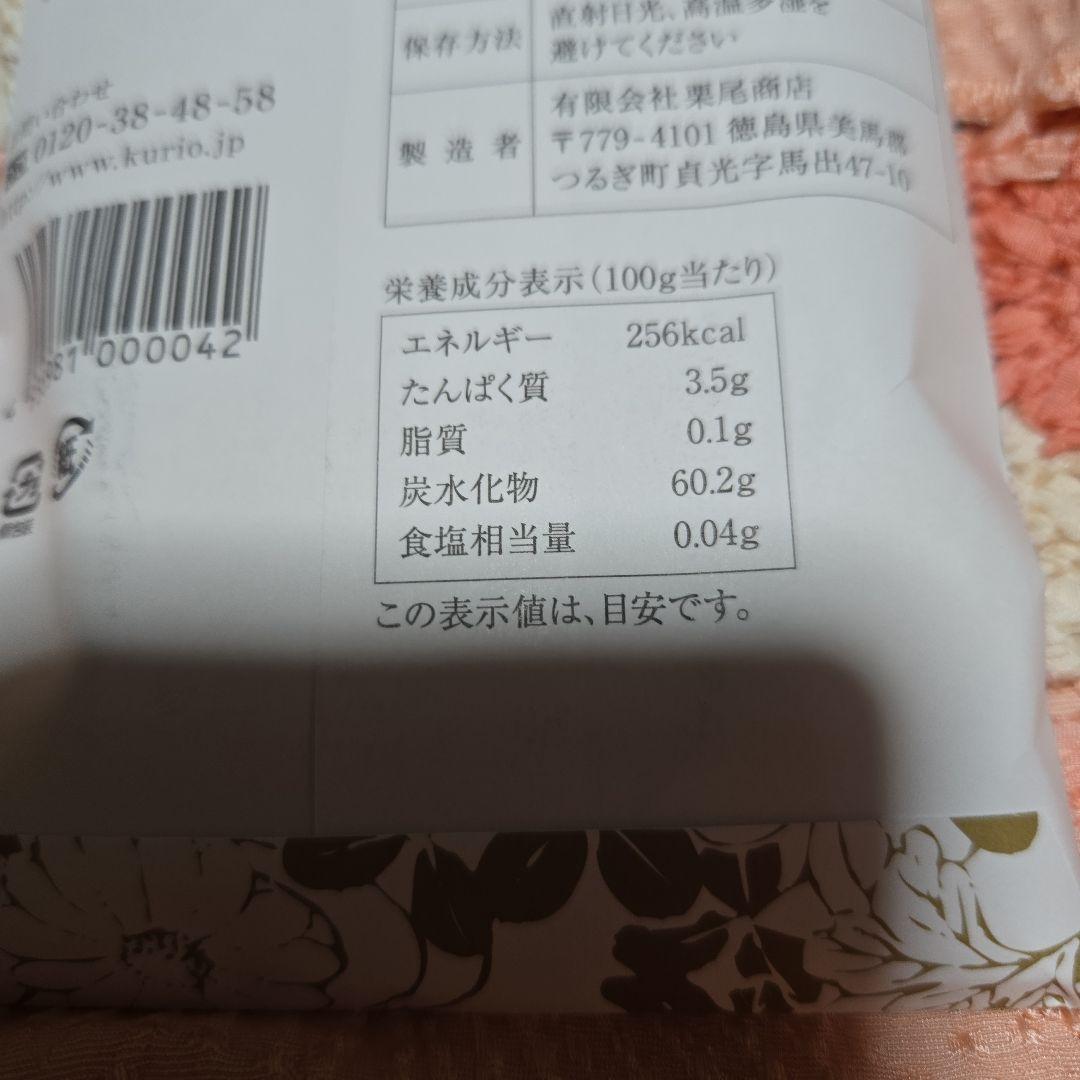 保存方法
直射日光、高温多湿を
避けてください
製造者
有限会社栗尾商店
〒779-4101 徳島県美馬郡
つるぎ町貞光字馬出47-10
い合わせ
0120-38-48-58
www.kurio.jp
000042
栄養成分表示(100g当たり)
エネルギー 256kcal
たんぱく質 3.5g
脂質 0.1g
炭水化物 60.2g
食塩相当量 0.04g
この表示値は、目安です。